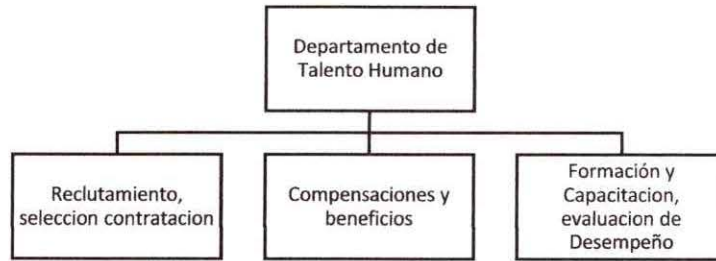 Departamento de
Talento Humano
Reclutamiento,
seleccion contratacion
Compensaciones y
beneficios
Formación y
Capacitacion,
evaluacion de
Desempeño